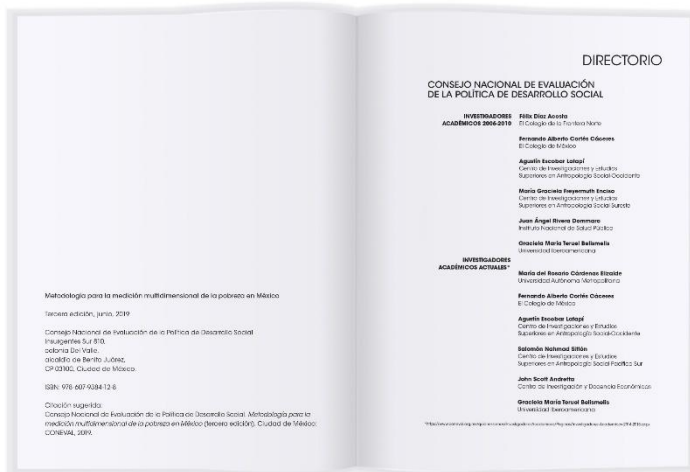 Metodología para la medición multidimensional de la pobreza en México
Tercera edición, junio, 2019
Consejo Nacional de Evaluación de la Política de Desarrollo Social
Insurgentes Sur 810,
colonia Del Valle,
alcaldía de Benito Juárez,
CP 03100, Ciudad de México.
ISBN: 978-607-9384-12-8
Citación sugerida:
Consejo Nacional de Evaluación de la Política de Desarrollo Social. Metodología para la
medición multidimensional de la pobreza en México (tercera edición). Ciudad de México:
CONEVAL, 2019.
DIRECTORIO
CONSEJO NACIONAL DE EVALUACIÓN
DE LA POLÍTICA DE DESARROLLO SOCIAL
INVESTIGADORES
ACADÉMICOS 2006-2010
Félix Díaz Acosta
El Colegio de la Frontera Norte
Fernando Alberto Cortés Cáceres
El Colegio de México
Agustín Escobar Latapí
Centro de Investigaciones y Estudios
Superiores en Antropología Social-Occidente
María Graciela Freyermuth Enciso
Centro de Investigaciones y Estudios
Superiores en Antropología Social Sureste
Juan Ángel Rivera Dommarc
Instituto Nacional de Salud Pública
Graciela María Teruel Belismelis
Universidad Iberoamericana
INVESTIGADORES
ACADÉMICOS ACTUALES*
María del Rosario Cárdenas Elizalde
Universidad Autónoma Metropolitana
Fernando Alberto Cortés Cáceres
El Colegio de México
Agustín Escobar Latapí
Centro de Investigaciones y Estudios
Superiores en Antropología Social-Occidente
Salomón Nahmad Sittón
Centro de Investigaciones y Estudios
Superiores en Antropología Social Pacífico Sur
John Scott Andretta
Centro de Investigación y Docencia Económicas
Graciela María Teruel Belismelis
Universidad Iberoamericana